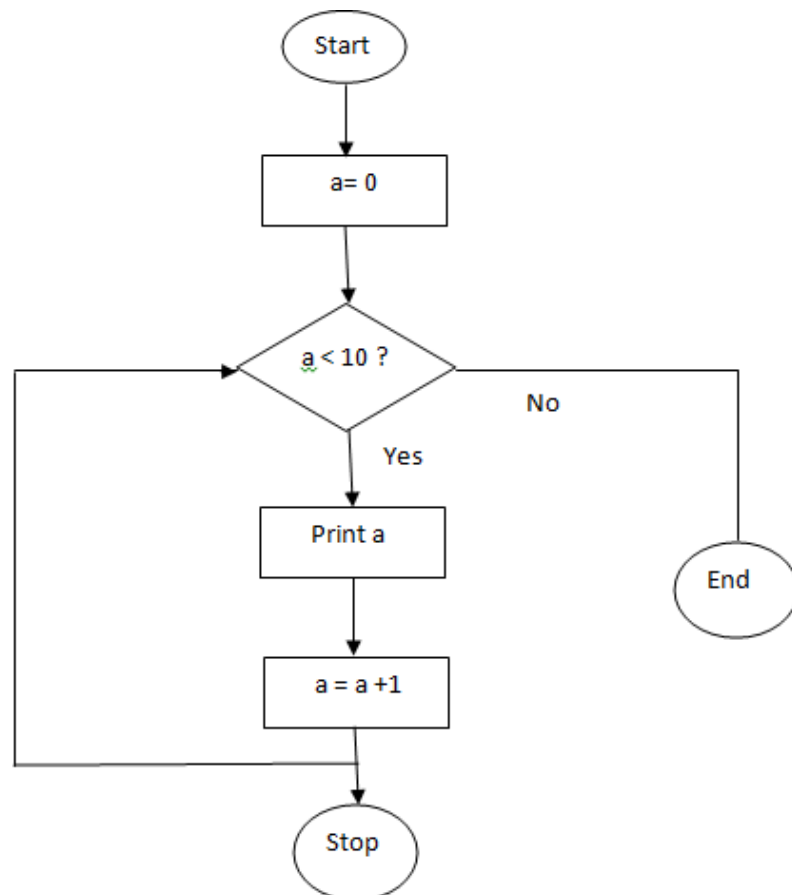 Start
a= 0
a < 10 ?
No
Yes
Print a
End
a = a +1
Stop